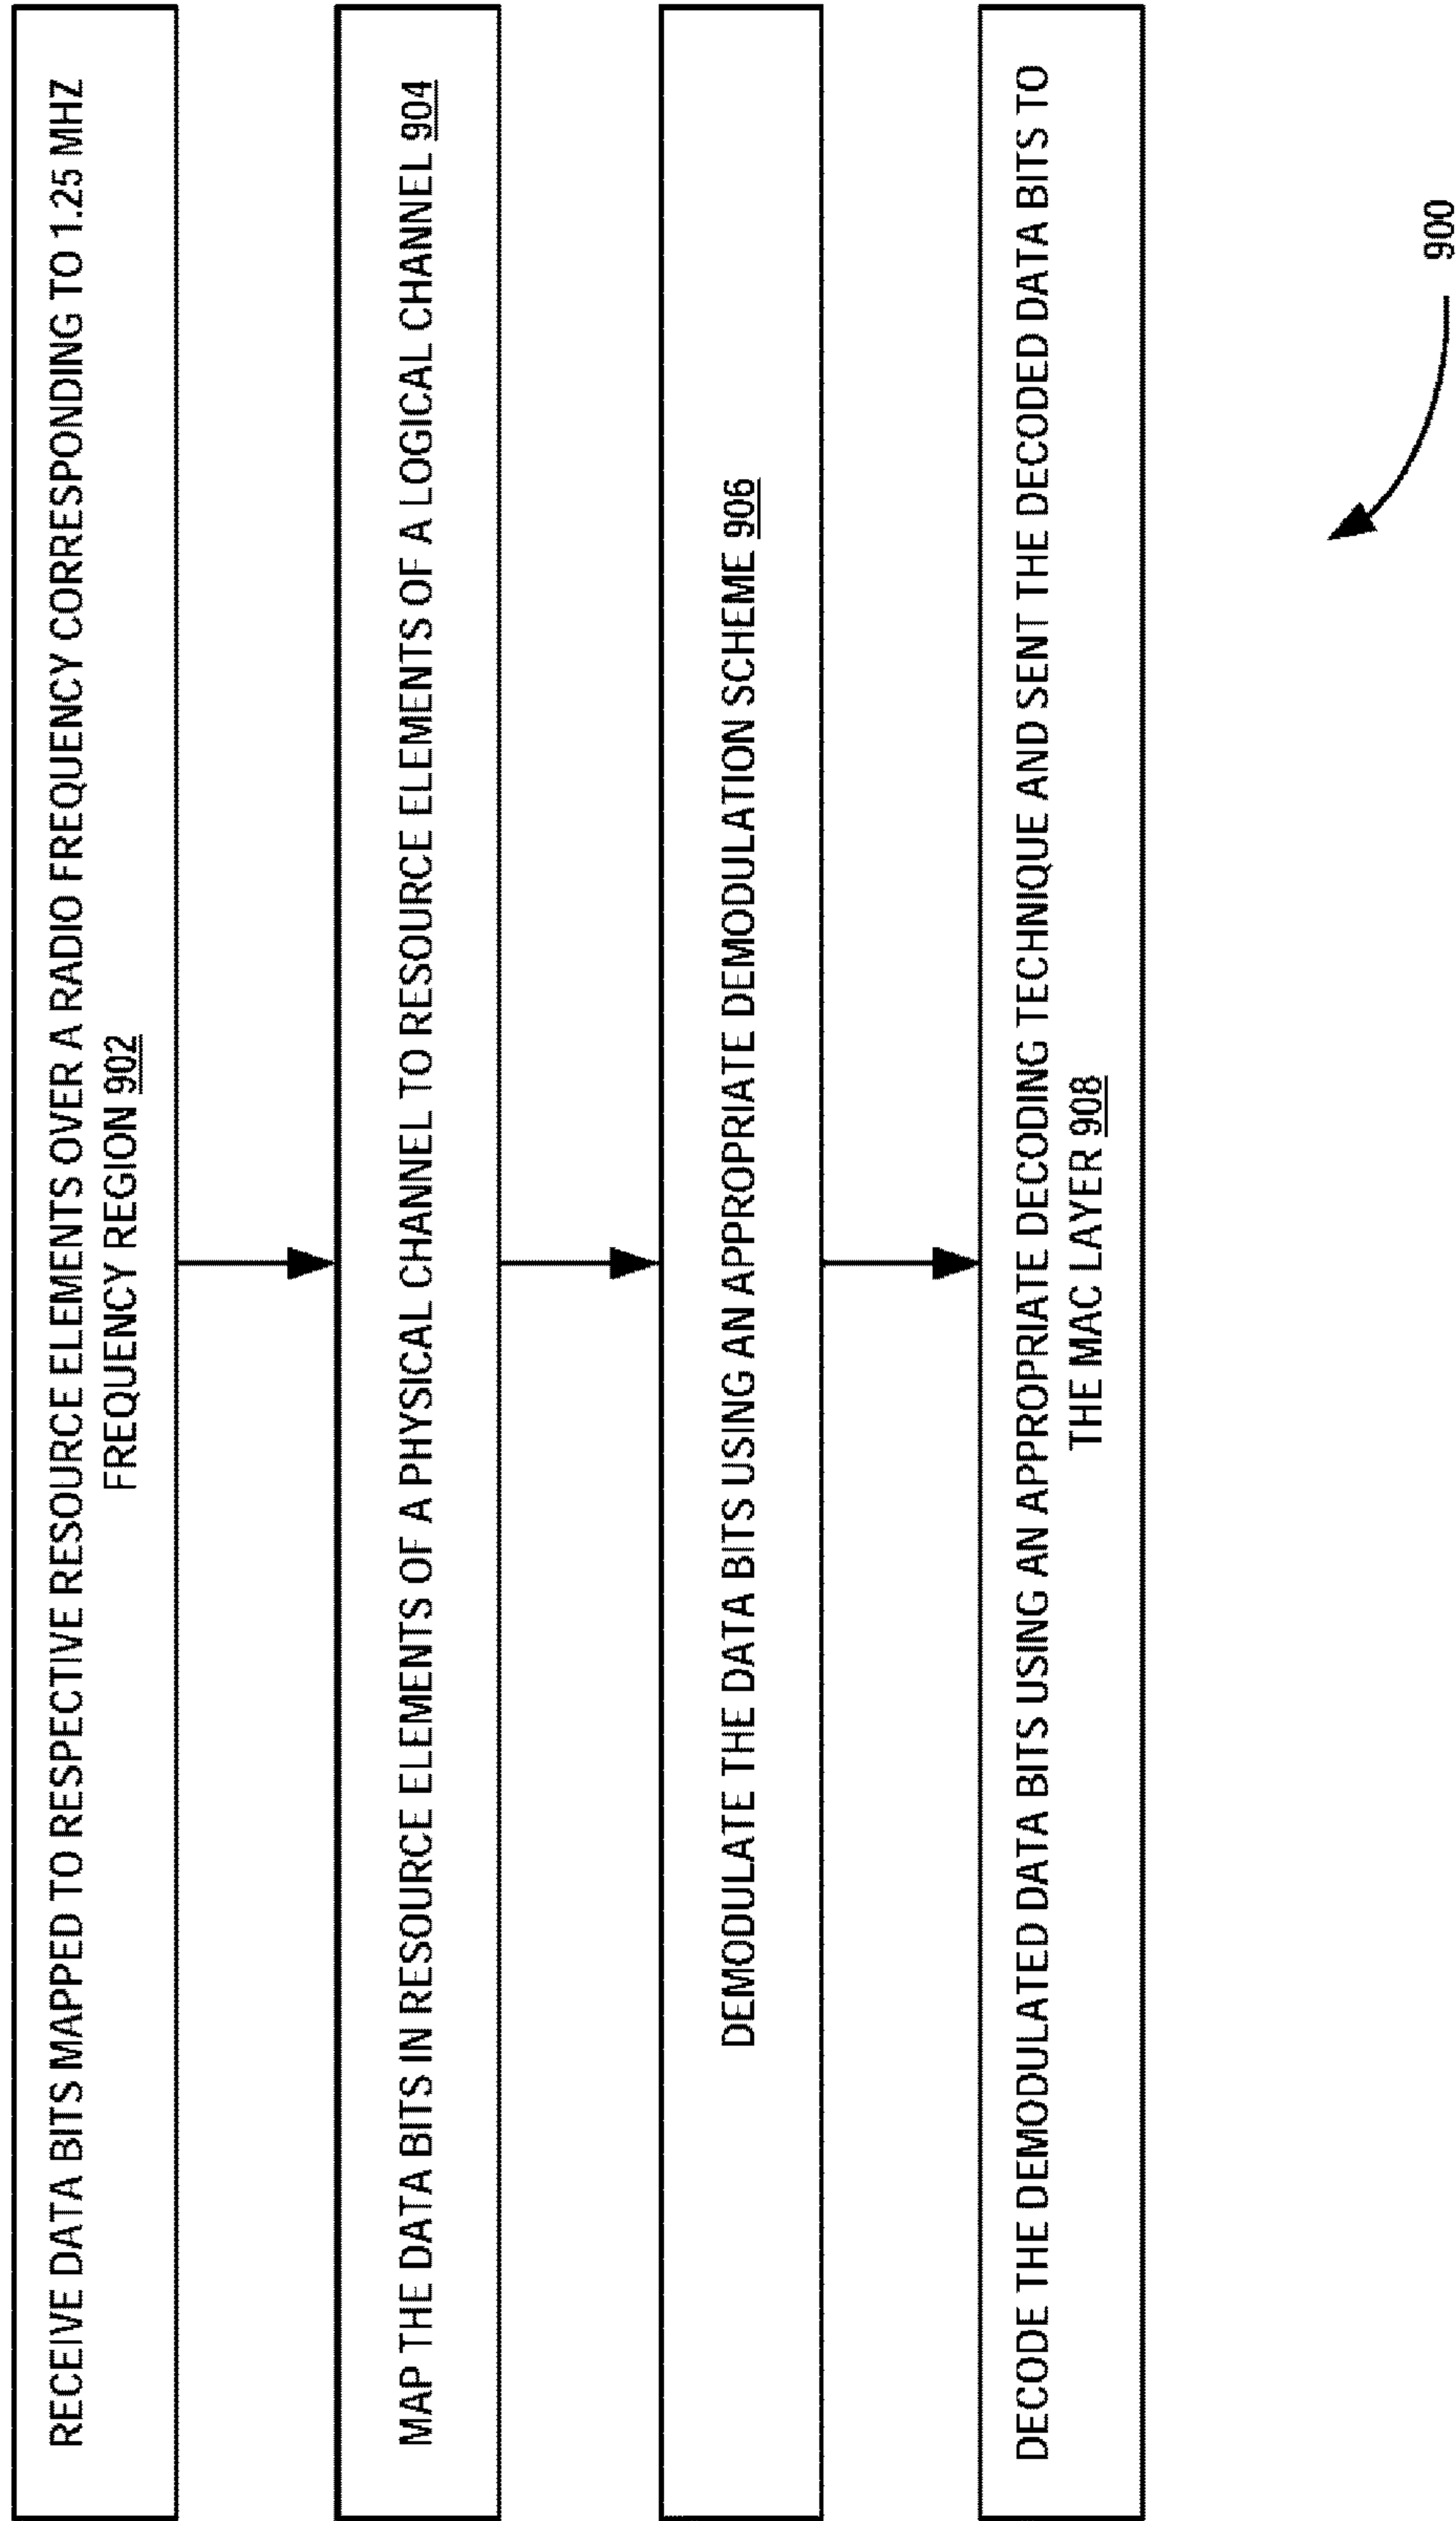 RECEIVE DATA BITS MAPPED TO RESPECTIVE RESOURCE ELEMENTS OVER A RADIO FREQUENCY CORRESPONDING TO 1.25 MHZ
FREQUENCY REGION 902
MAP THE DATA BITS IN RESOURCE ELEMENTS OF A PHYSICAL CHANNEL TO RESOURCE ELEMENTS OF A LOGICAL CHANNEL 904
DEMODULATE THE DATA BITS USING AN APPROPRIATE DEMODULATION SCHEME 906
DECODE THE DEMODULATED DATA BITS USING AN APPROPRIATE DECODING TECHNIQUE AND SENT THE DECODED DATA BITS TO
THE MAC LAYER 908
900